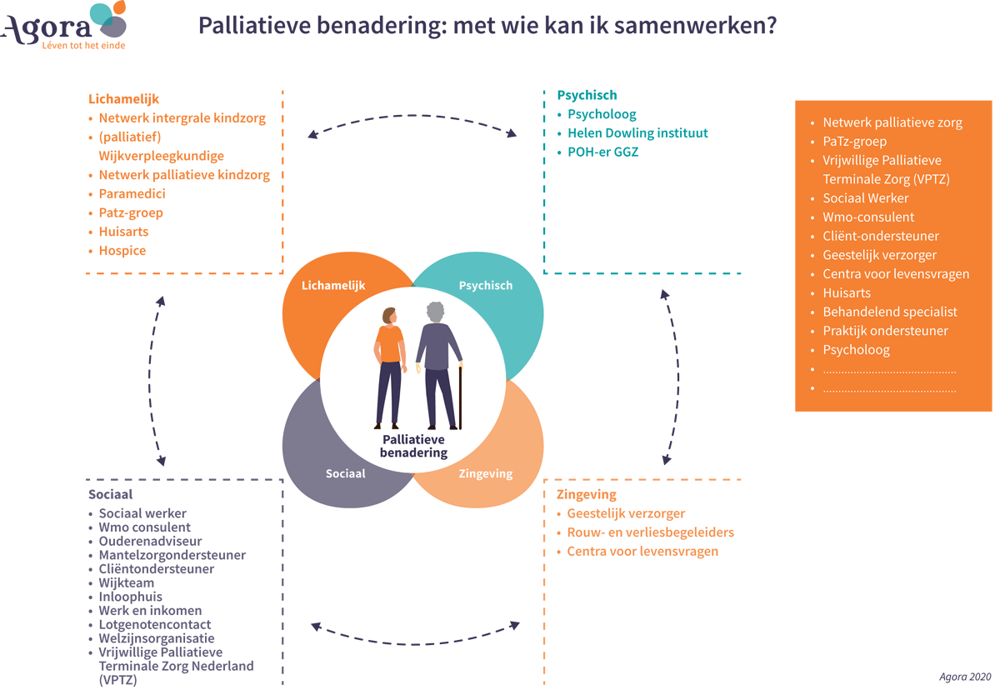 Agora
Léven tot het einde
Palliatieve benadering: met wie kan ik samenwerken?
Lichamelijk
• Netwerk intergrale kindzorg
• (palliatief)
Wijkverpleegkundige
• Netwerk palliatieve kindzorg
• Paramedici
• Patz-groep
• Huisarts
• Hospice
Psychisch
• Psycholoog
• Helen Dowling instituut
• POH-er GGZ
• Netwerk palliatieve zorg
• PaTz-groep
• Vrijwillige Palliatieve
Terminale Zorg (VPTZ)
• Sociaal Werker
• Wmo-consulent
• Cliënt-ondersteuner
• Geestelijk verzorger
• Centra voor levensvragen
• Huisarts
• Behandelend specialist
• Praktijk ondersteuner
• Psycholoog
• ............................................
• ............................................
Lichamelijk
Psychisch
Palliatieve
benadering
Sociaal
Zingeving
Sociaal
• Sociaal werker
• Wmo consulent
• Ouderenadviseur
• Mantelzorgondersteuner
• Cliëntondersteuner
• Wijkteam
• Inloophuis
• Werk en inkomen
• Lotgenotencontact
• Welzijnsorganisatie
• Vrijwillige Palliatieve
Terminale Zorg Nederland
(VPTZ)
Zingeving
• Geestelijk verzorger
• Rouw- en verliesbegeleiders
• Centra voor levensvragen
Agora 2020